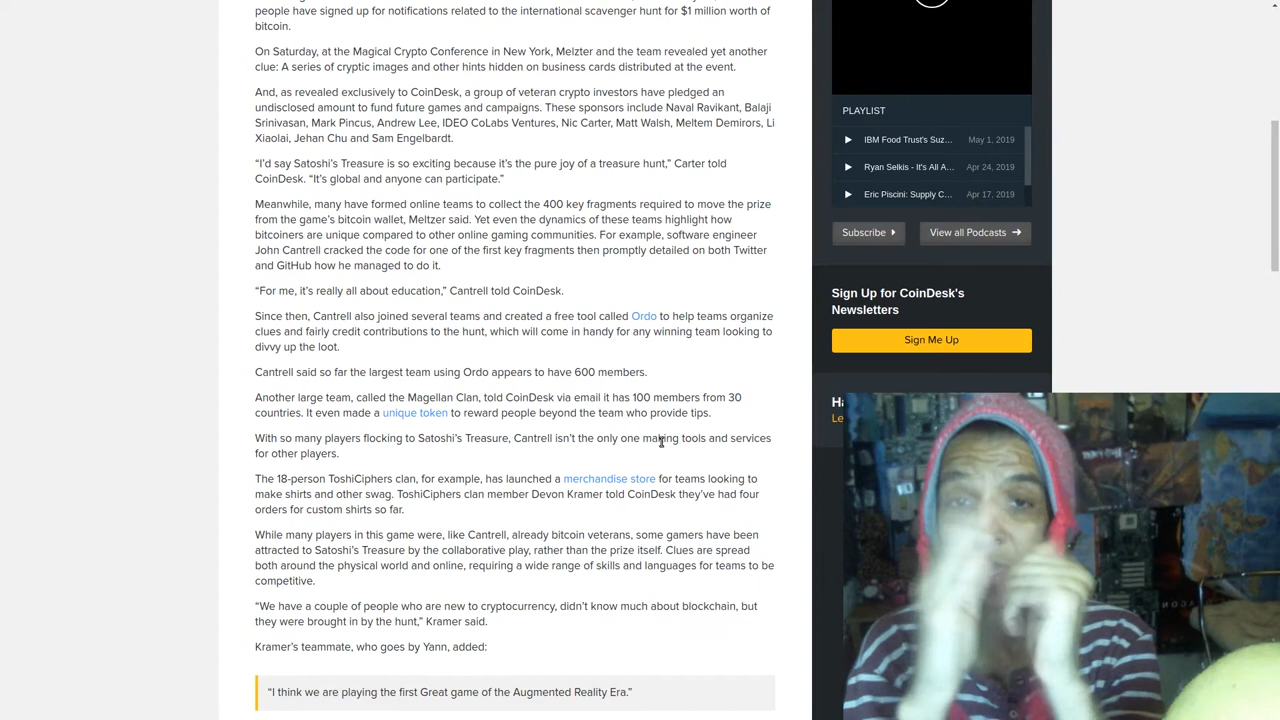 people have signed up for notifications related to the international scavenger hunt for $1 million worth of
bitcoin.
On Saturday, at the Magical Crypto Conference in New York, Melzter and the team revealed yet another
clue: A series of cryptic images and other hints hidden on business cards distributed at the event.
And, as revealed exclusively to CoinDesk, a group of veteran crypto investors have pledged an
undisclosed amount to fund future games and campaigns. These sponsors include Naval Ravikant, Balaji
Srinivasan, Mark Pincus, Andrew Lee, IDEO CoLabs Ventures, Nic Carter, Matt Walsh, Meltem Demirors, Li
Xiaolai, Jehan Chu and Sam Engelbardt.
“I’d say Satoshi’s Treasure is so exciting because it’s the pure joy of a treasure hunt,” Carter told
CoinDesk. “It’s global and anyone can participate.”
Meanwhile, many have formed online teams to collect the 400 key fragments required to move the prize
from the game’s bitcoin wallet, Meltzer said. Yet even the dynamics of these teams highlight how
bitcoiners are unique compared to other online gaming communities. For example, software engineer
John Cantrell cracked the code for one of the first key fragments then promptly detailed on both Twitter
and GitHub how he managed to do it.
“For me, it’s really all about education,” Cantrell told CoinDesk.
Since then, Cantrell also joined several teams and created a free tool called Ordo to help teams organize
clues and fairly credit contributions to the hunt, which will come in handy for any winning team looking to
divvy up the loot.
Cantrell said so far the largest team using Ordo appears to have 600 members.
Another large team, called the Magellan Clan, told CoinDesk via email it has 100 members from 30
countries. It even made a unique token to reward people beyond the team who provide tips.
With so many players flocking to Satoshi’s Treasure, Cantrell isn’t the only one making tools and services
for other players.
The 18-person ToshiCiphers clan, for example, has launched a merchandise store for teams looking to
make shirts and other swag. ToshiCiphers clan member Devon Kramer told CoinDesk they’ve had four
orders for custom shirts so far.
While many players in this game were, like Cantrell, already bitcoin veterans, some gamers have been
attracted to Satoshi’s Treasure by the collaborative play, rather than the prize itself. Clues are spread
both around the physical world and online, requiring a wide range of skills and languages for teams to be
competitive.
“We have a couple of people who are new to cryptocurrency, didn’t know much about blockchain, but
they were brought in by the hunt,” Kramer said.
Kramer’s teammate, who goes by Yann, added:
“I think we are playing the first Great game of the Augmented Reality Era.”
PLAYLIST
IBM Food Trust's Suz... May 1, 2019
Ryan Selkis - It's All A... Apr 24, 2019
Eric Piscini: Supply C... Apr 17, 2019
Subscribe View all Podcasts
Sign Up for CoinDesk's
Newsletters
Sign Me Up